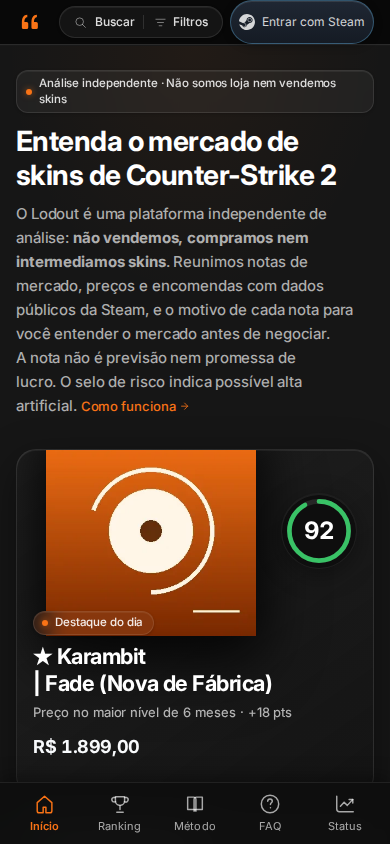 Buscar
Filtros
Entrar com Steam
Análise independente · Não somos loja nem vendemos
skins
Entenda o mercado de
skins de Counter-Strike 2
O Lodout é uma plataforma independente de
análise: não vendemos, compramos nem
intermediamos skins. Reunimos notas de
mercado, preços e encomendas com dados
públicos da Steam, e o motivo de cada nota para
você entender o mercado antes de negociar.
A nota não é previsão nem promessa de
lucro. O selo de risco indica possível alta
artificial. Como funciona →
92
Destaque do dia
★ Karambit
| Fade (Nova de Fábrica)
Preço no maior nível de 6 meses · +18 pts
R$ 1.899,00
Início
Ranking
Método
FAQ
Status